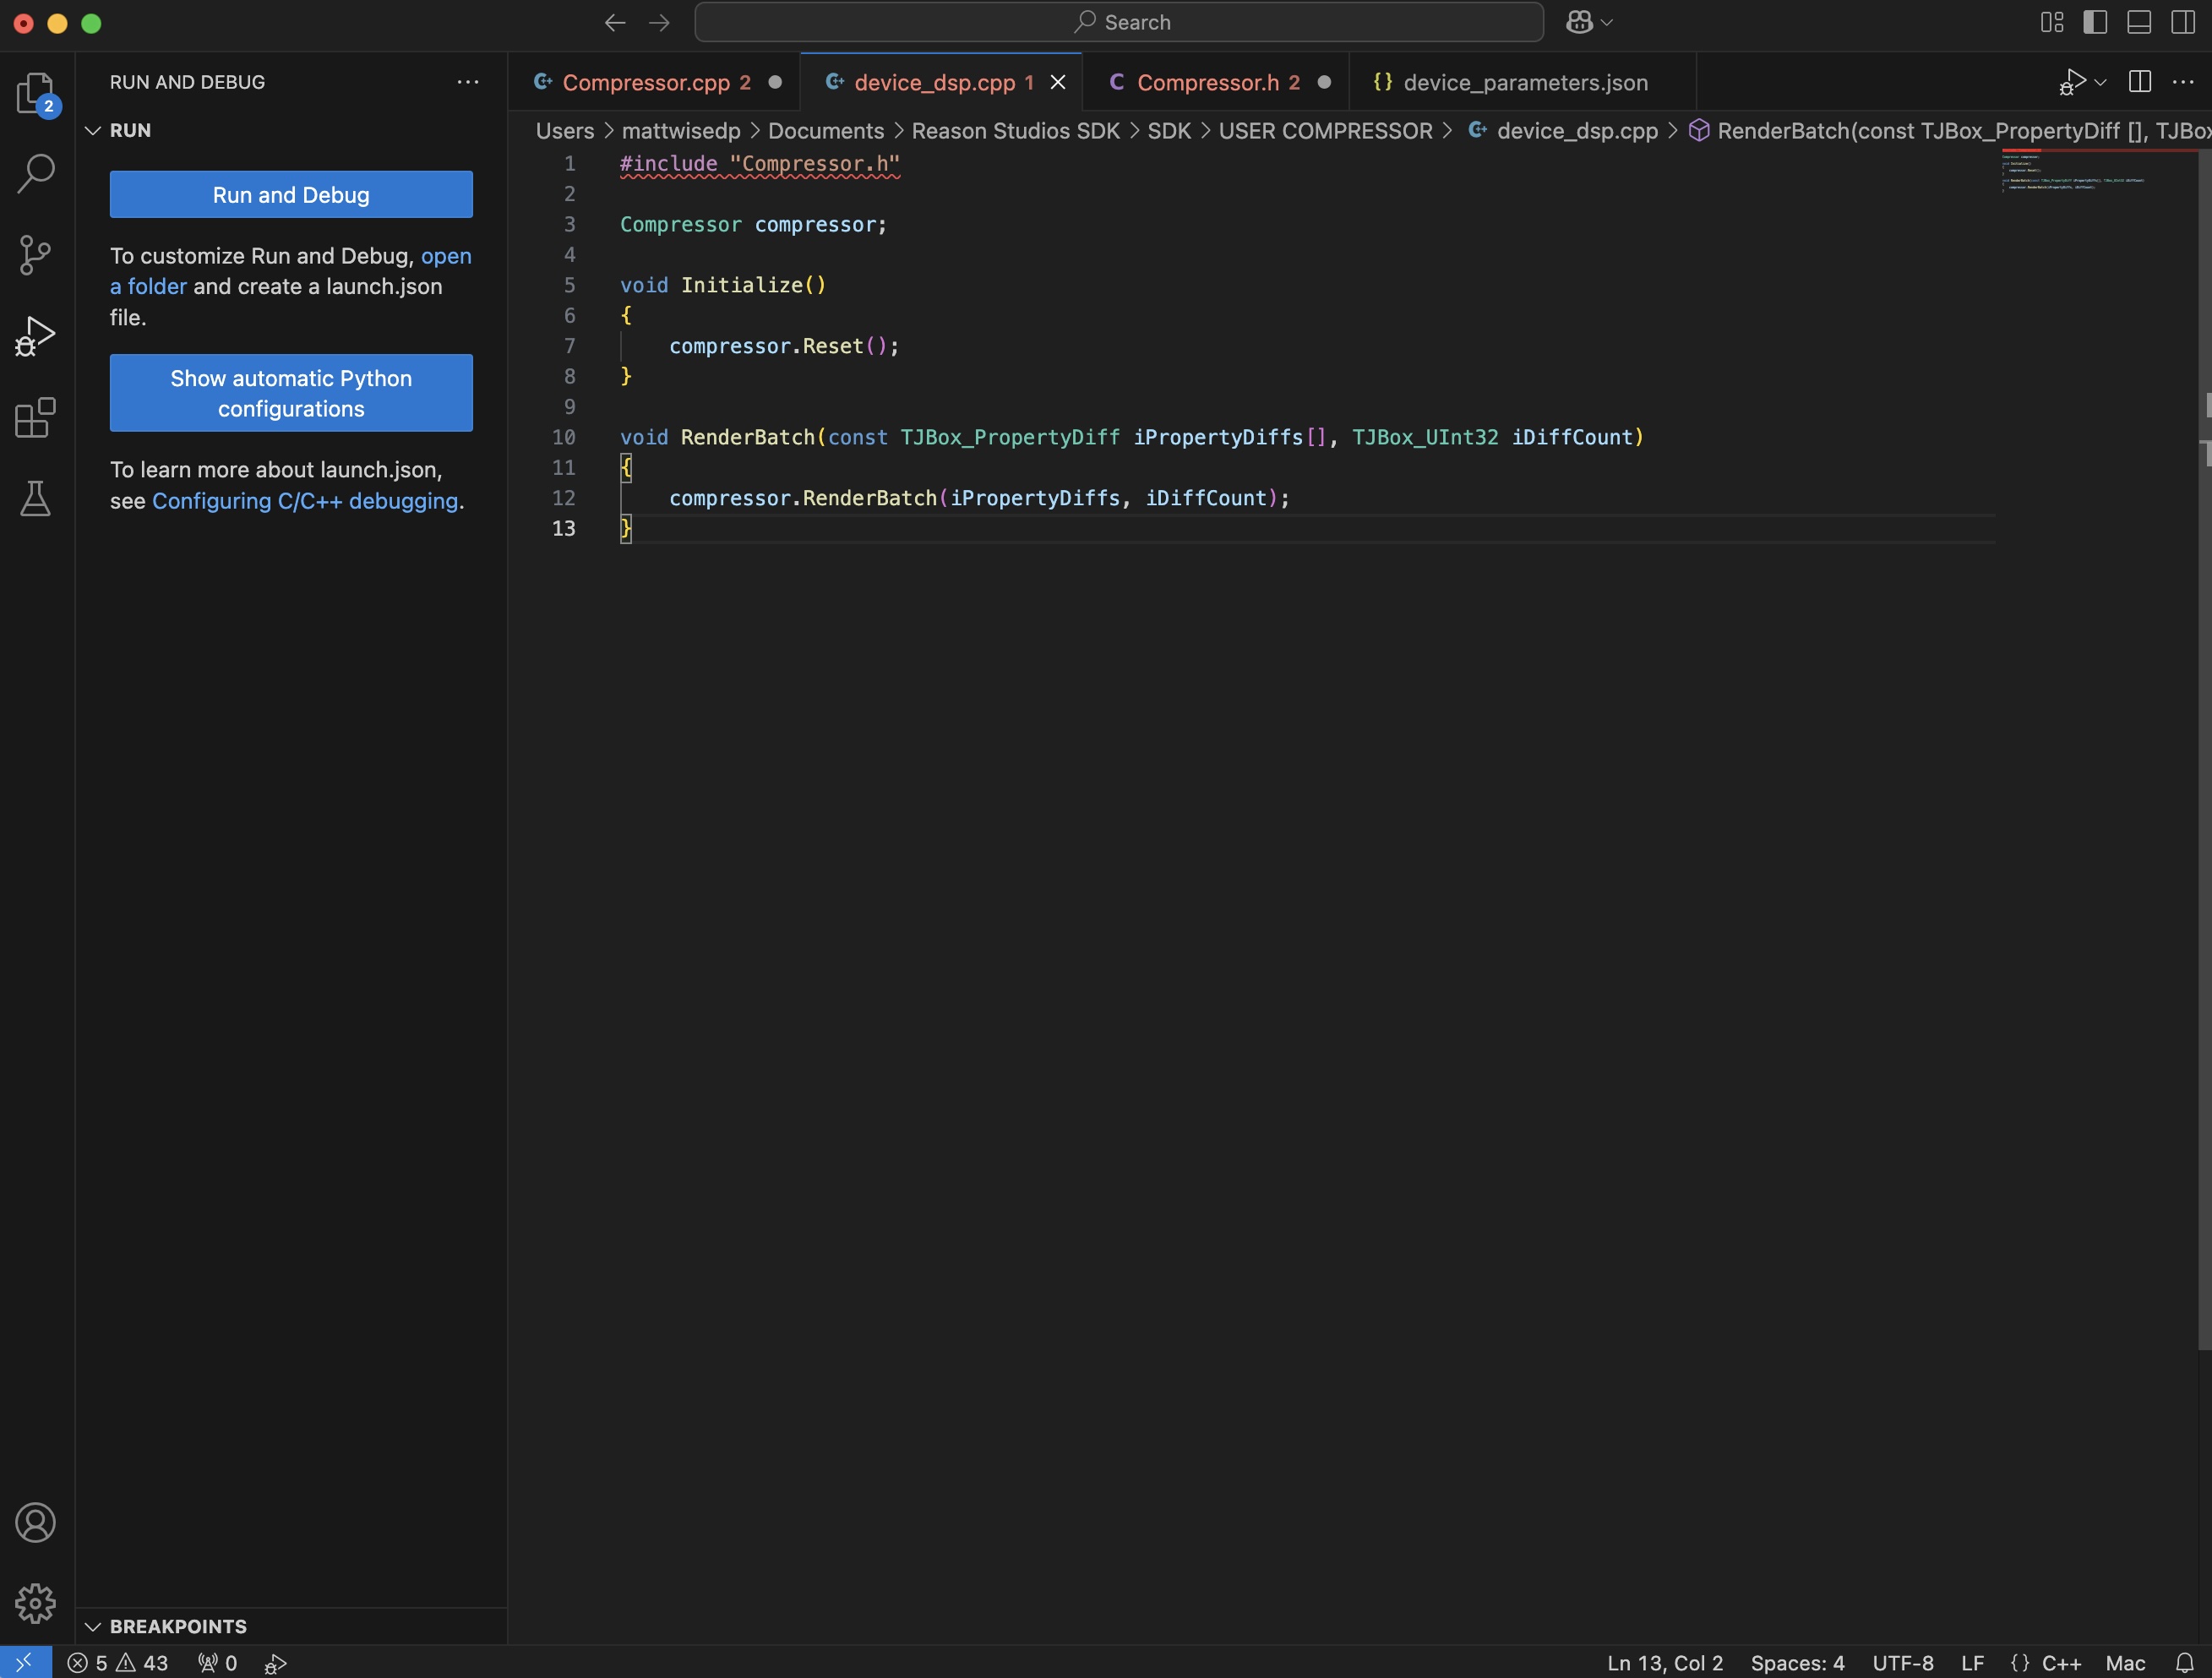 Search
RUN AND DEBUG
RUN
Run and Debug
To customize Run and Debug, open
a folder and create a launch.json
file.
Show automatic Python
configurations
To learn more about launch.json,
see Configuring C/C++ debugging.
BREAKPOINTS
2
Compressor.cpp 2
device_dsp.cpp 1
Compressor.h 2
{} device_parameters.json
Users > mattwisedp > Documents > Reason Studios SDK > SDK > USER COMPRESSOR > device_dsp.cpp > RenderBatch(const TJBox_PropertyDiff [], TJBox
1 #include "Compressor.h"
2
3 Compressor compressor;
4
5 void Initialize()
6 {
7 compressor.Reset();
8 }
9
10 void RenderBatch(const TJBox_PropertyDiff iPropertyDiffs[], TJBox_UInt32 iDiffCount)
11 {
12 compressor.RenderBatch(iPropertyDiffs, iDiffCount);
13 }
5 43 0
Ln 13, Col 2 Spaces: 4 UTF-8 LF {} C++ Mac